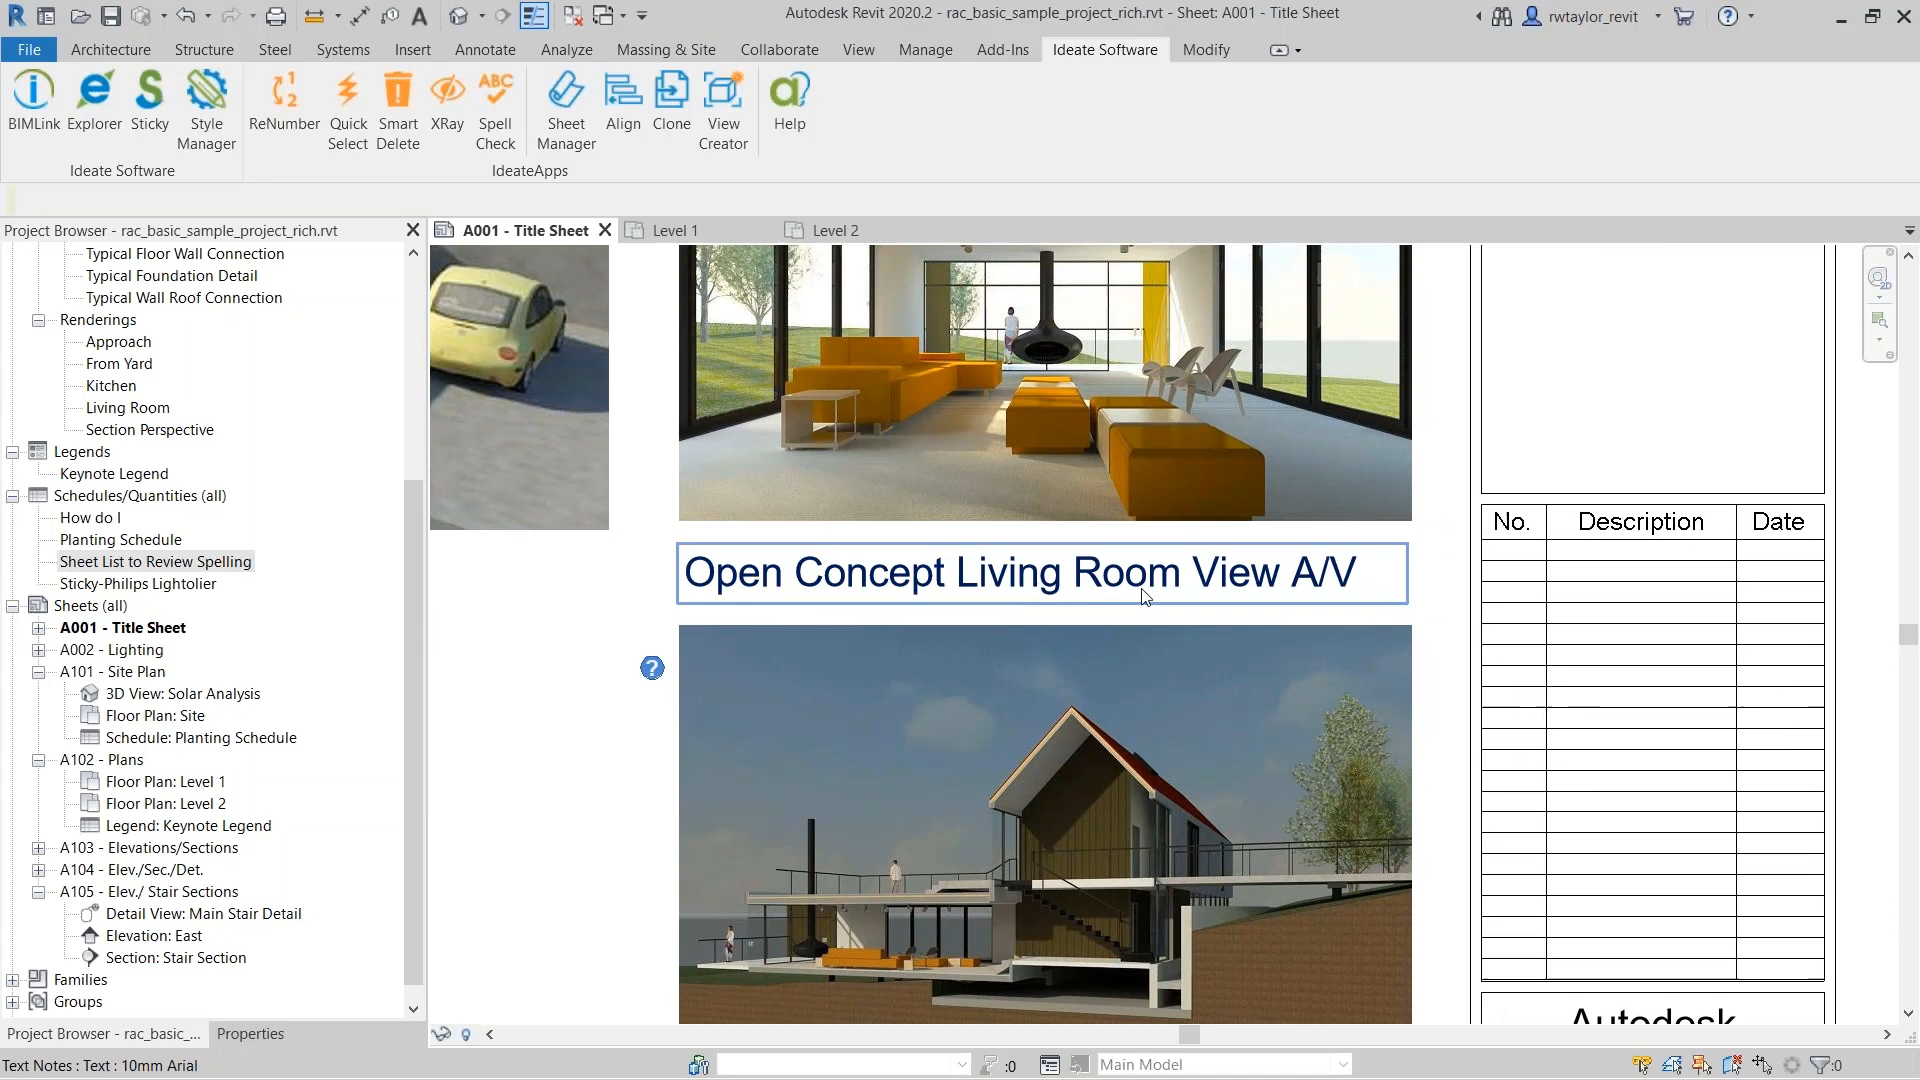 Autodesk Revit 2020.2 - rac_basic_sample_project_rich.rvt - Sheet: A001 - Title Sheet
rwtaylor_revit
File Architecture Structure Steel Systems Insert Annotate Analyze Massing & Site Collaborate View Manage Add-Ins Ideate Software Modify
BIMLink Explorer Sticky Style Manager ReNumber Quick Select Smart Delete XRay Spell Check Sheet Manager Align Clone View Creator Help
Ideate Software IdeateApps
Project Browser - rac_basic_sample_project_rich.rvt
A001 - Title Sheet Level 1 Level 2
Typical Floor Wall Connection
Typical Foundation Detail
Typical Wall Roof Connection
Renderings
Approach
From Yard
Kitchen
Living Room
Section Perspective
Legends
Keynote Legend
Schedules/Quantities (all)
How do I
Planting Schedule
Sheet List to Review Spelling
Sticky-Philips Lightolier
Sheets (all)
A001 - Title Sheet
A002 - Lighting
A101 - Site Plan
3D View: Solar Analysis
Floor Plan: Site
Schedule: Planting Schedule
A102 - Plans
Floor Plan: Level 1
Floor Plan: Level 2
Legend: Keynote Legend
A103 - Elevations/Sections
A104 - Elev./Sec./Det.
A105 - Elev./ Stair Sections
Detail View: Main Stair Detail
Elevation: East
Section: Stair Section
Families
Groups
Project Browser - rac_basic_... Properties
Open Concept Living Room View A/V
No. Description Date
Autodesk
Text Notes : Text : 10mm Arial
:0
Main Model
:0